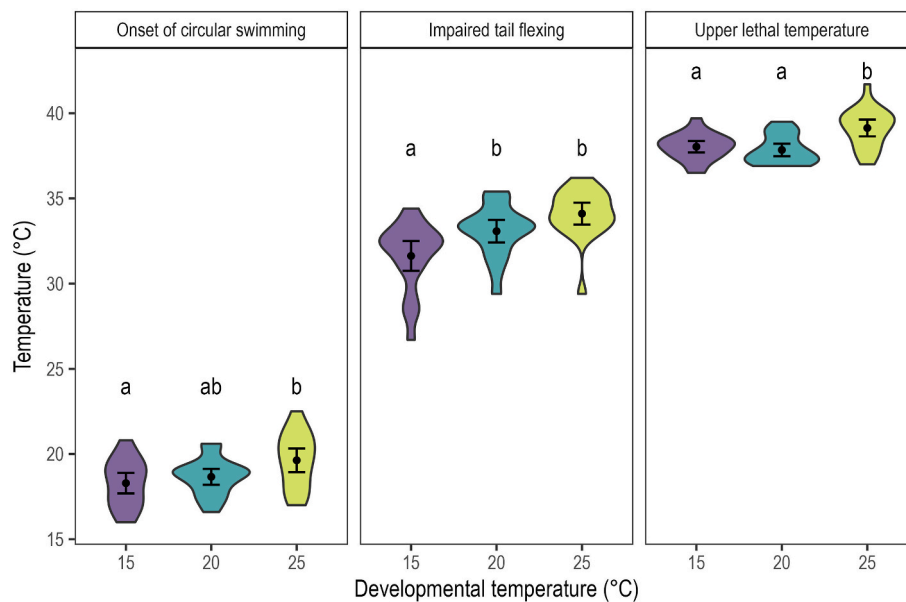 Onset of circular swimming Impaired tail flexing Upper lethal temperature
a a b
40
a b b
35
30
25
a ab b
20
15
15 20 25 15 20 25 15 20 25
Temperature (°C)
Developmental temperature (°C)